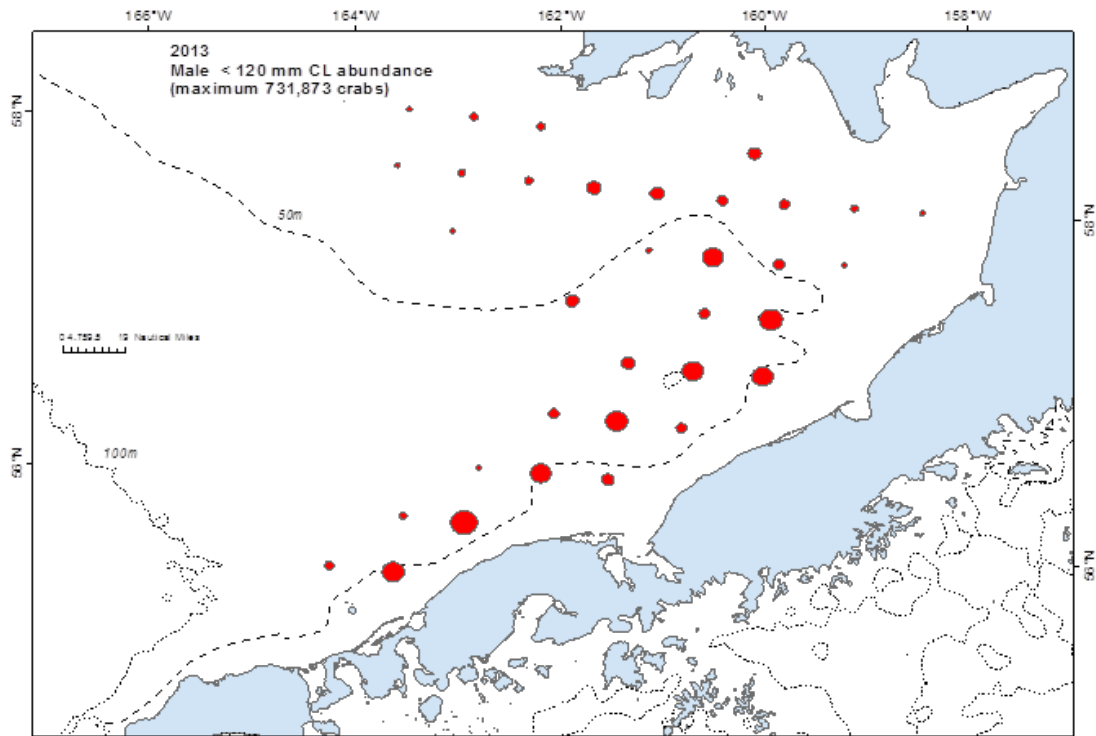 166°W 164°W 162°W 160°W 158°W
2013
Male < 120 mm CL abundance
(maximum 731,873 crabs)
58°N
50m
58°N
19 Nautical Miles
100m
56°N
56°N